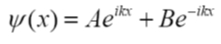 ψ(x) = Ae^{ikx} + Be^{-ikx}